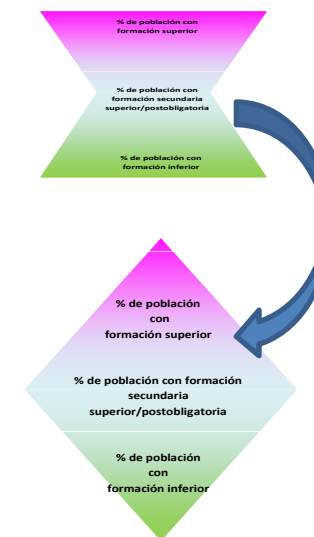 % de población con
formación superior
% de población con
formación secundaria
superior/postobligatoria
% de población con
formación inferior
% de población
con
formación superior
% de población con formación
secundaria
superior/postobligatoria
% de población
con
formación inferior